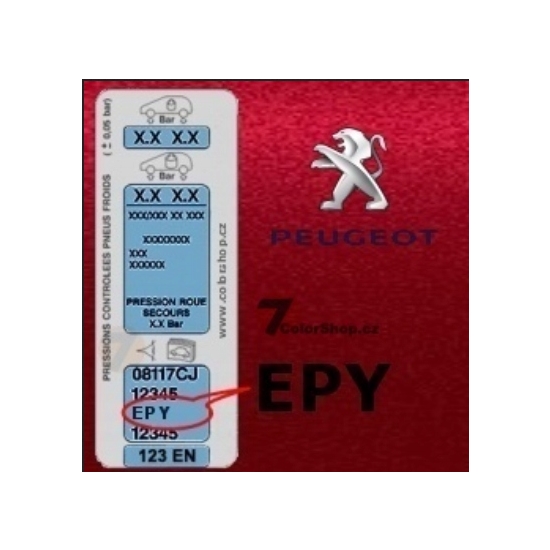 PRESSIONS CONTROLEES PNEUS FROIDS ( ± 0,05 bar)
Bar
X.X X.X
Bar
X.X X.X
XXX/XXX XX XXX
XXXXXXXX
XXX
XXXXXX
PRESSION ROUE
SECOURS
X.X Bar
08117CJ
12345
EPY
12345
123 EN
www.colorshop.cz
PEUGEOT
7ColorShop.cz
EPY